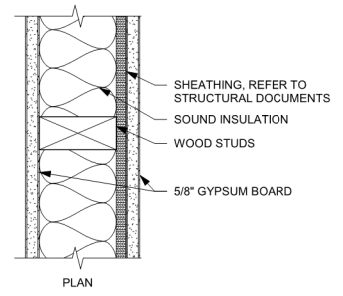 SHEATHING, REFER TO
STRUCTURAL DOCUMENTS
SOUND INSULATION
WOOD STUDS
5/8" GYPSUM BOARD
PLAN